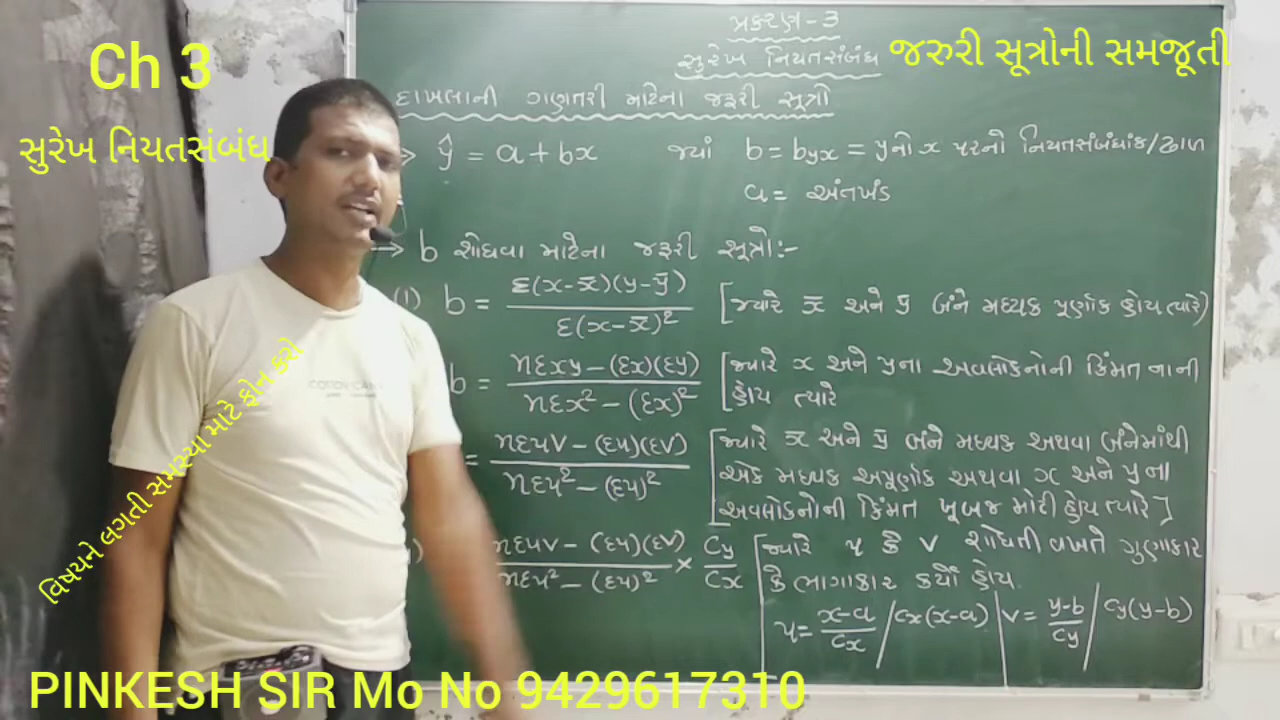 પ્રકરણ-3
સુરેખ નિયતસંબંધ
જરુરી સૂત્રોની સમજૂતી
Ch 3
સુરેખ નિયતસંબંધ
દાખલાની ગણતરી માટેના જરૂરી સૂત્રો
ŷ = a + bx જ્યાં b = byx = yનો x પરનો નિયતસંબંધાંક/ઢાળ
a = અંતઃખંડ
→ b શોધવા માટેના જરૂરી સૂત્રો:-
(1) b = Σ(x-x̄)(y-ȳ) / Σ(x-x̄)² [જ્યારે x̄ અને ȳ બંને મધ્યક પૂર્ણાંક હોય ત્યારે)
b = nΣxy - (Σx)(Σy) / nΣx² - (Σx)² [જ્યારે x અને yના અવલોકનોની કિંમત નાની
હોય ત્યારે
= nΣuv - (Σu)(Σv) / nΣu² - (Σu)² [જ્યારે x̄ અને ȳ બંને મધ્યક અથવા બંનેમાંથી
એક મધ્યક અપૂર્ણાંક અથવા x અને y ના
અવલોકનોની કિંમત ખૂબજ મોટી હોય ત્યારે]
) nΣuv - (Σu)(Σv) / nΣu² - (Σu)² × Cy / Cx [જ્યારે u કે v શોધતી વખતે ગુણાકાર
કે ભાગાકાર કર્યો હોય.
u = x-a / Cx / Cx(x-a) | v = y-b / Cy / Cy(y-b)
COTTON
વિષયને લગતી સમસ્યા માટે ફોન કરો
PINKESH SIR Mo No 9429617310